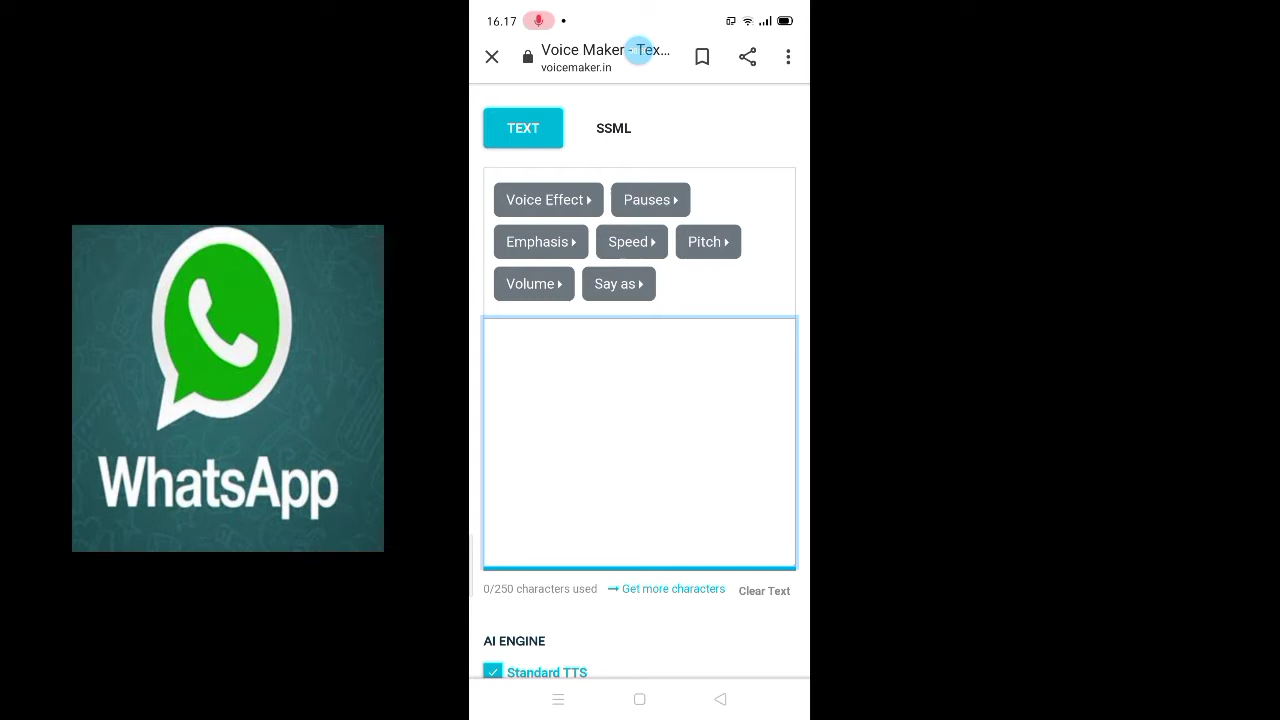 16.17
Voice Maker - Tex...
voicemaker.in
TEXT SSML
Voice Effect Pauses
Emphasis Speed Pitch
Volume Say as
0/250 characters used → Get more characters Clear Text
AI ENGINE
Standard TTS
WhatsApp